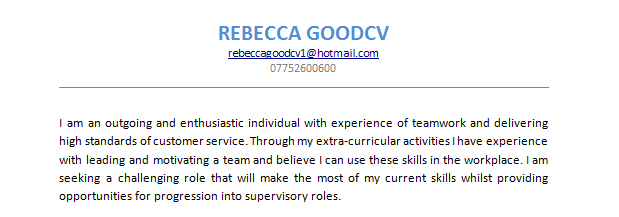 REBECCA GOODCV
rebeccagoodcv1@hotmail.com
07752600600
I am an outgoing and enthusiastic individual with experience of teamwork and delivering
high standards of customer service. Through my extra-curricular activities I have experience
with leading and motivating a team and believe I can use these skills in the workplace. I am
seeking a challenging role that will make the most of my current skills whilst providing
opportunities for progression into supervisory roles.